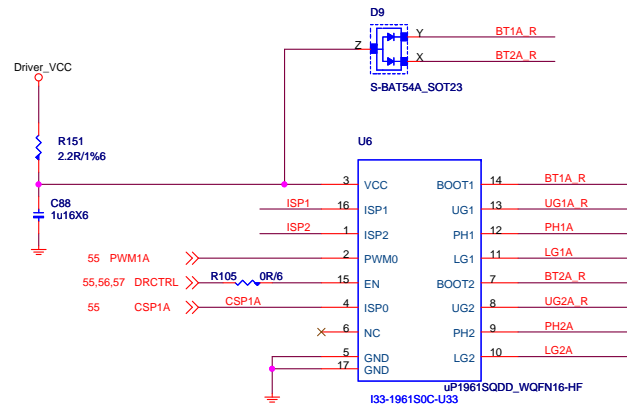 D9
Z
Y
BT1A_R
X
BT2A_R
S-BAT54A_SOT23
Driver_VCC
R151
2.2R/1%6
C88
1u16X6
U6
3 VCC BOOT1 14 BT1A_R
ISP1 16 ISP1 UG1 13 UG1A_R
ISP2 1 ISP2 PH1 12 PH1A
55 PWM1A 2 PWM0 LG1 11 LG1A
55,56,57 DRCTRL R105 0R/6 15 EN BOOT2 7 BT2A_R
55 CSP1A CSP1A 4 ISP0 UG2 8 UG2A_R
6 NC PH2 9 PH2A
5 GND LG2 10 LG2A
17 GND
uP1961SQDD_WQFN16-HF
I33-1961S0C-U33